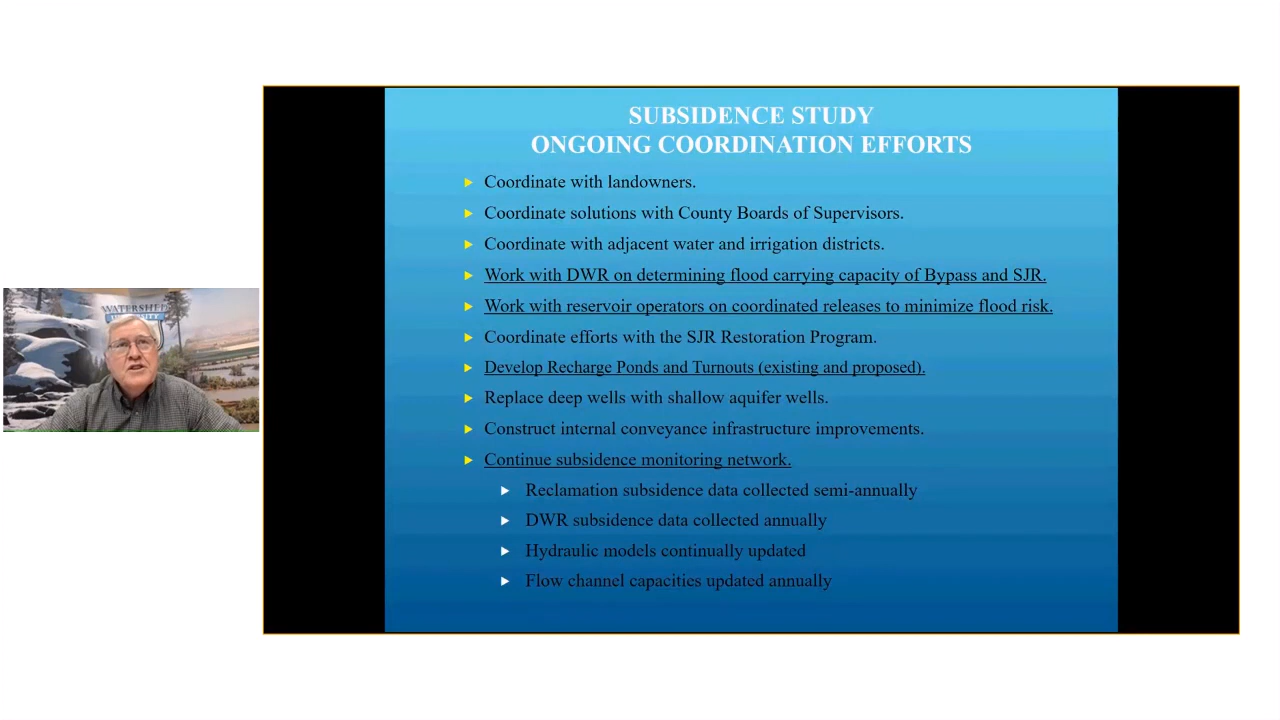 SUBSIDENCE STUDY
ONGOING COORDINATION EFFORTS
Coordinate with landowners.
Coordinate solutions with County Boards of Supervisors.
Coordinate with adjacent water and irrigation districts.
Work with DWR on determining flood carrying capacity of Bypass and SJR.
Work with reservoir operators on coordinated releases to minimize flood risk.
Coordinate efforts with the SJR Restoration Program.
Develop Recharge Ponds and Turnouts (existing and proposed).
Replace deep wells with shallow aquifer wells.
Construct internal conveyance infrastructure improvements.
Continue subsidence monitoring network.
Reclamation subsidence data collected semi-annually
DWR subsidence data collected annually
Hydraulic models continually updated
Flow channel capacities updated annually